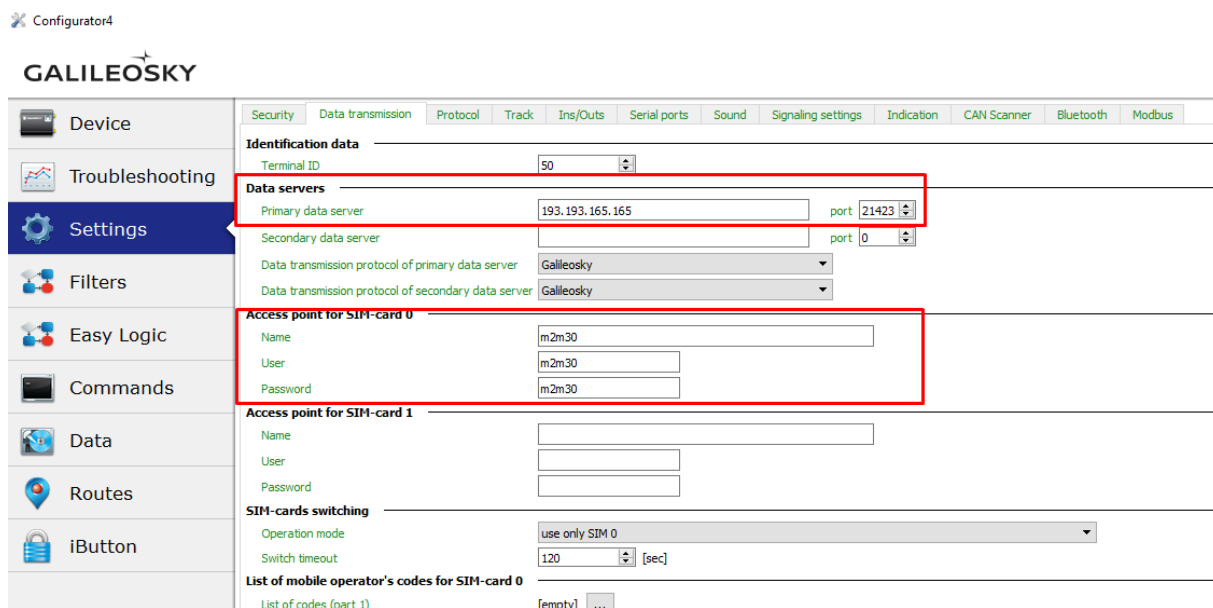 Configurator4
GALILEOSKY
Device
Troubleshooting
Settings
Filters
Easy Logic
Commands
Data
Routes
iButton
Security Data transmission Protocol Track Ins/Outs Serial ports Sound Signaling settings Indication CAN Scanner Bluetooth Modbus
Identification data
Terminal ID 50
Data servers
Primary data server 193.193.165.165 port 21423
Secondary data server port 0
Data transmission protocol of primary data server Galileosky
Data transmission protocol of secondary data server Galileosky
Access point for SIM-card 0
Name m2m30
User m2m30
Password m2m30
Access point for SIM-card 1
Name
User
Password
SIM-cards switching
Operation mode use only SIM 0
Switch timeout 120 [sec]
List of mobile operator's codes for SIM-card 0
List of codes (part 1) [empty] ...